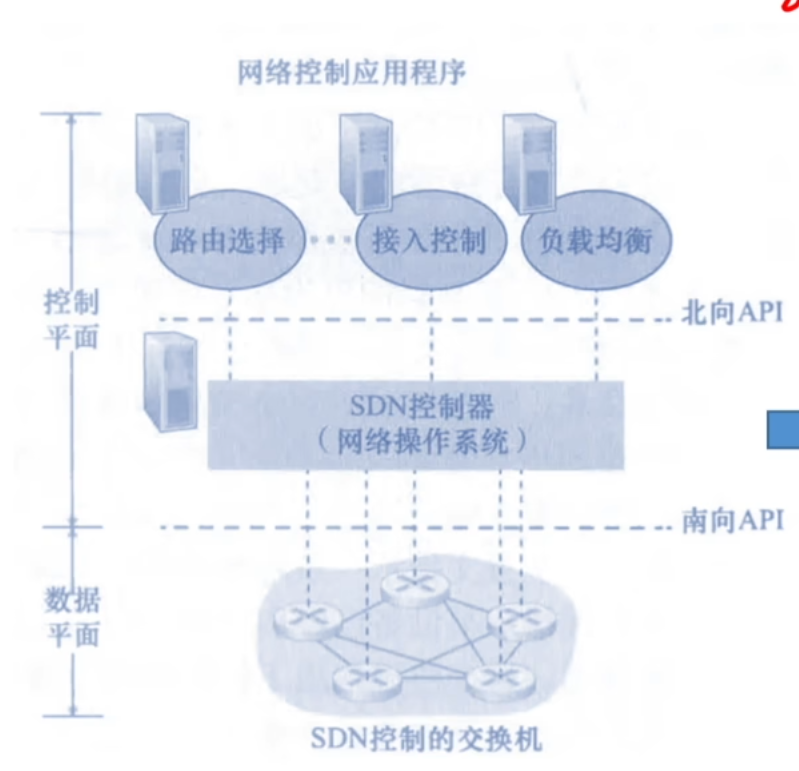 网络控制应用程序
路由选择
接入控制
负载均衡
控制
平面
北向API
SDN控制器
（网络操作系统）
南向API
数据
平面
SDN控制的交换机